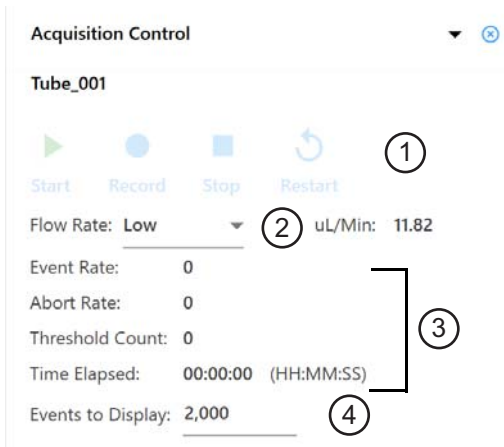 Acquisition Control
Tube_001
1
Start Record Stop Restart
Flow Rate: Low 2 uL/Min: 11.82
Event Rate: 0
Abort Rate: 0
3
Threshold Count: 0
Time Elapsed: 00:00:00 (HH:MM:SS)
Events to Display: 2,000 4